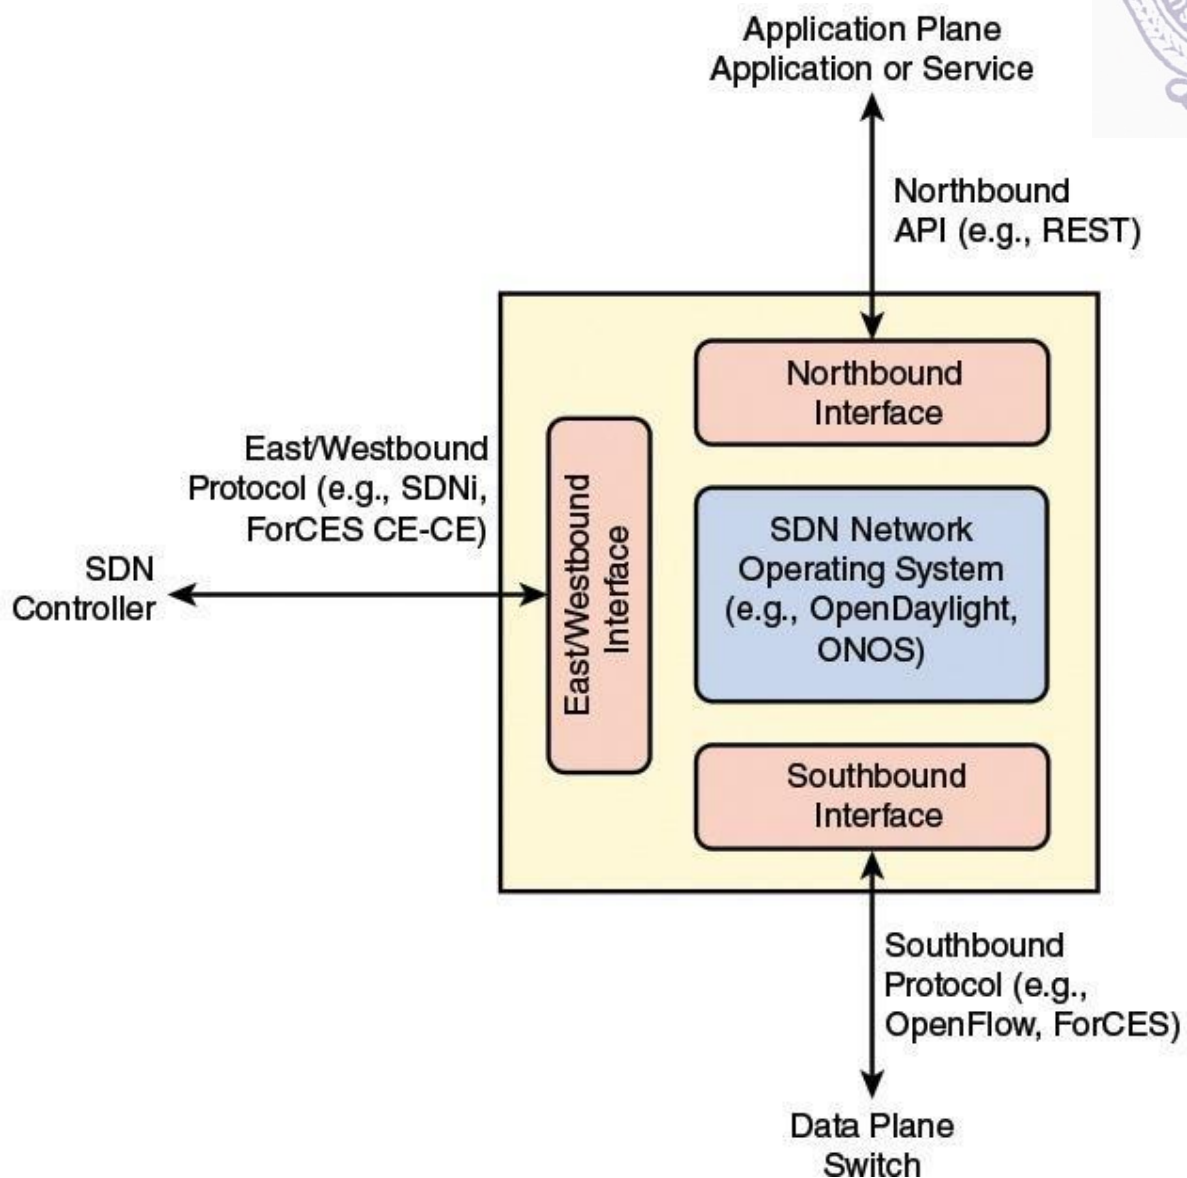 Application Plane
Application or Service
Northbound
API (e.g., REST)
Northbound
Interface
East/Westbound
Protocol (e.g., SDNi,
ForCES CE-CE)
SDN
Controller
East/Westbound
Interface
SDN Network
Operating System
(e.g., OpenDaylight,
ONOS)
Southbound
Interface
Southbound
Protocol (e.g.,
OpenFlow, ForCES)
Data Plane
Switch